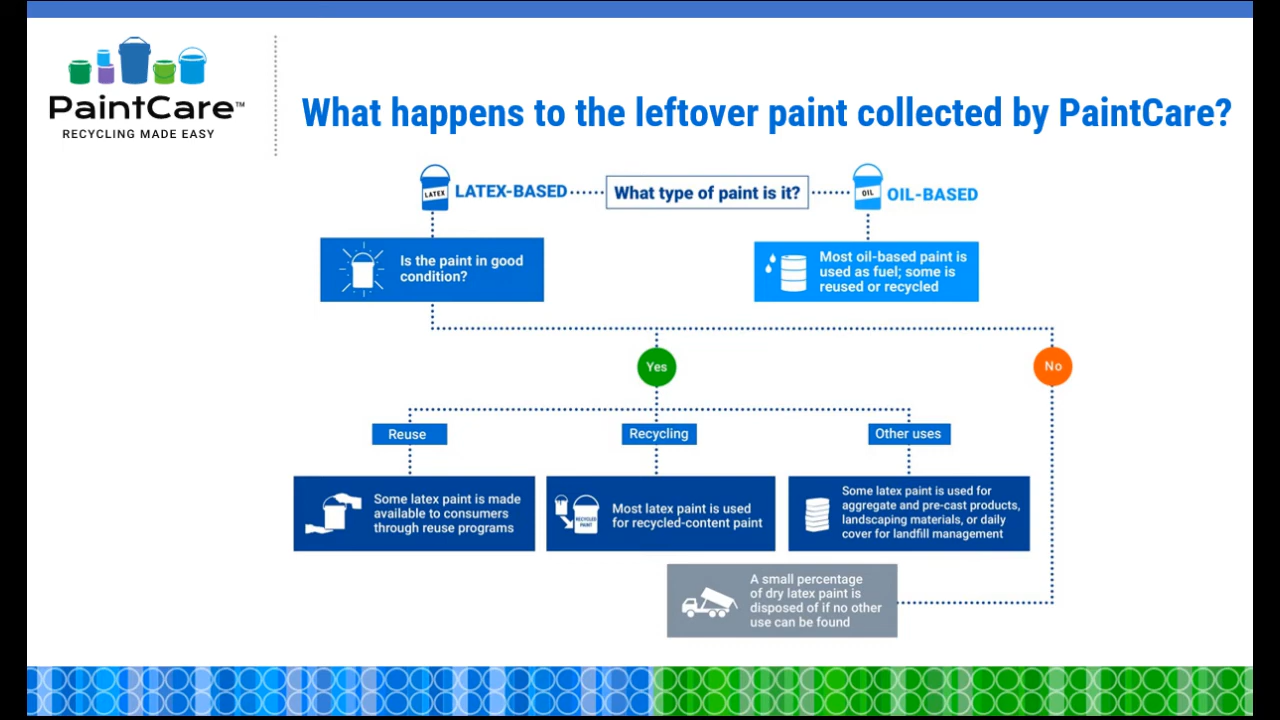 PaintCare™
RECYCLING MADE EASY
What happens to the leftover paint collected by PaintCare?
LATEX
LATEX-BASED
What type of paint is it?
OIL
OIL-BASED
Is the paint in good
condition?
Most oil-based paint is
used as fuel; some is
reused or recycled
Yes
No
Reuse
Recycling
Other uses
Some latex paint is made
available to consumers
through reuse programs
RECYCLED
PAINT
Most latex paint is used
for recycled-content paint
Some latex paint is used for
aggregate and pre-cast products,
landscaping materials, or daily
cover for landfill management
A small percentage
of dry latex paint is
disposed of if no other
use can be found